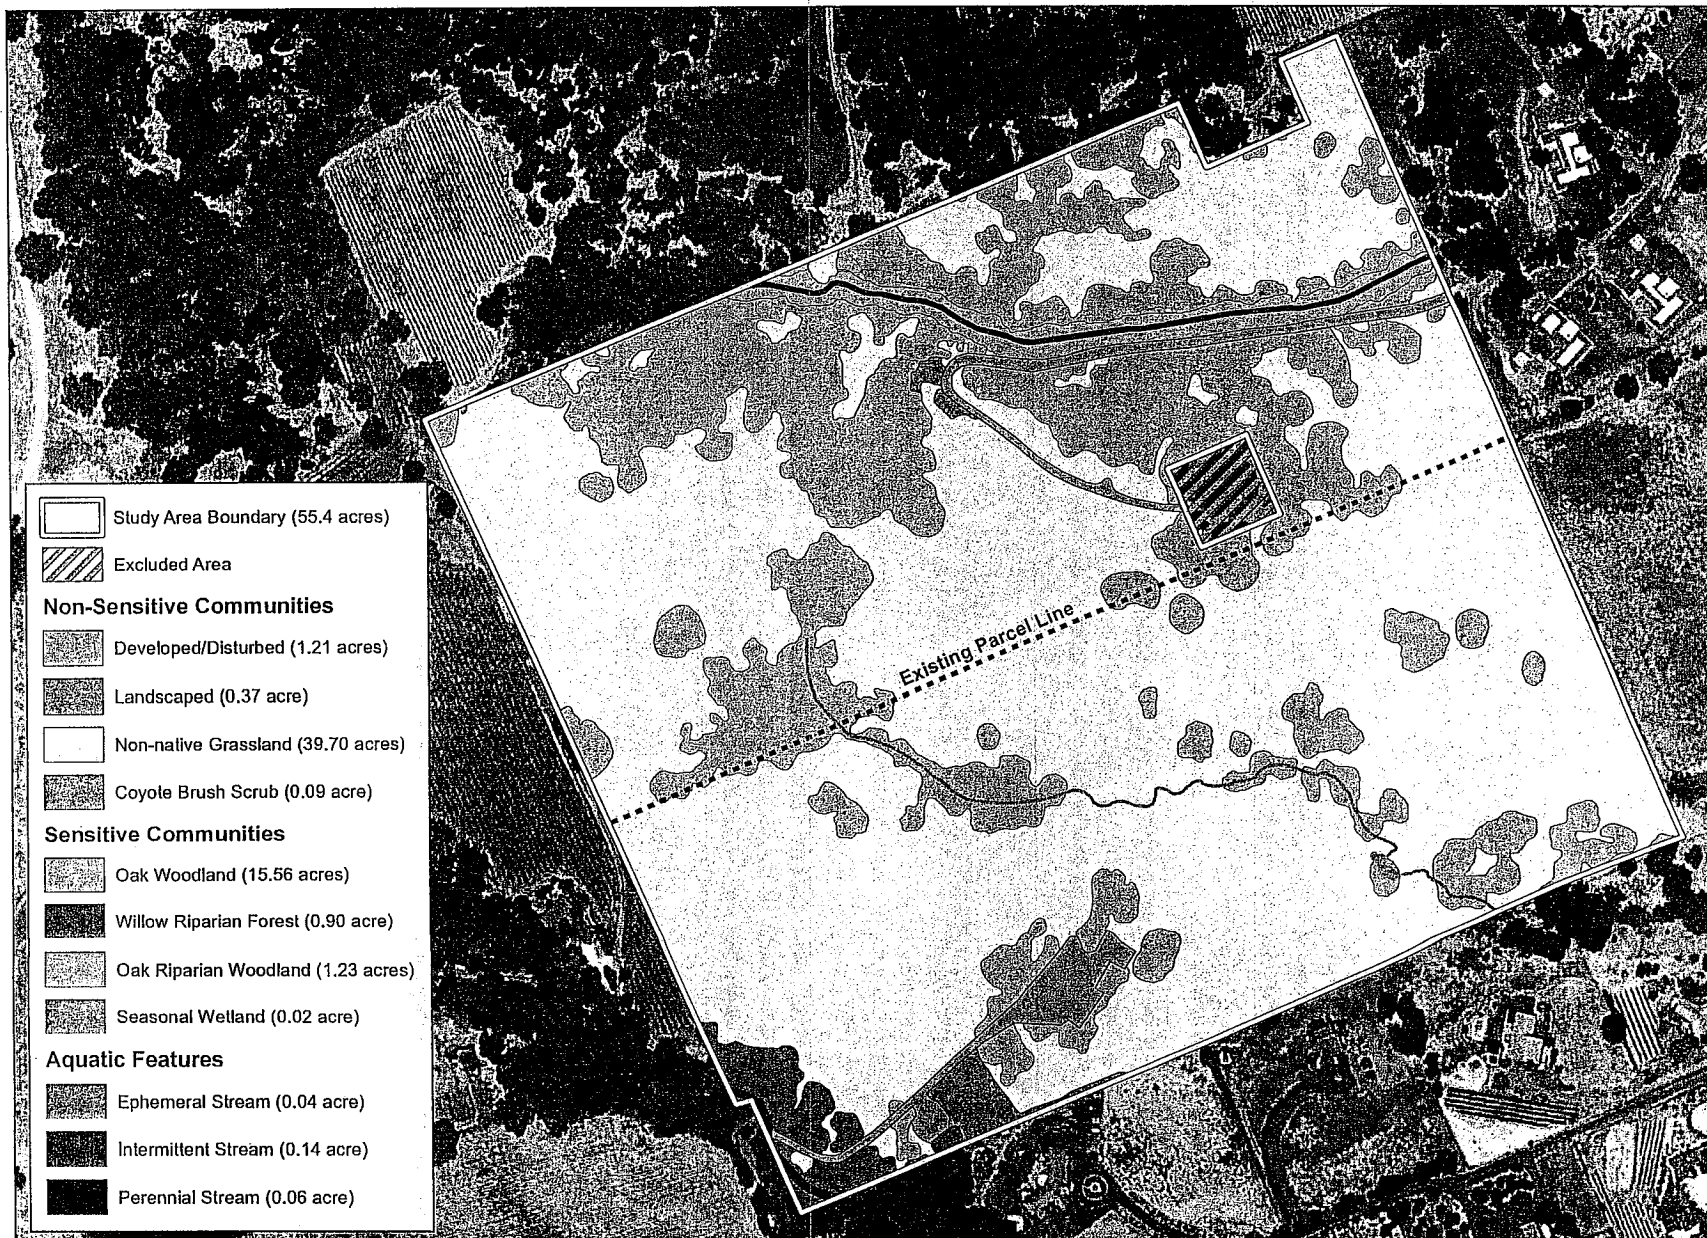 Study Area Boundary (55.4 acres)
Excluded Area
Non-Sensitive Communities
Developed/Disturbed (1.21 acres)
Landscaped (0.37 acre)
Non-native Grassland (39.70 acres)
Coyote Brush Scrub (0.09 acre)
Sensitive Communities
Oak Woodland (15.56 acres)
Willow Riparian Forest (0.90 acre)
Oak Riparian Woodland (1.23 acres)
Seasonal Wetland (0.02 acre)
Aquatic Features
Ephemeral Stream (0.04 acre)
Intermittent Stream (0.14 acre)
Perennial Stream (0.06 acre)
Existing Parcel Line